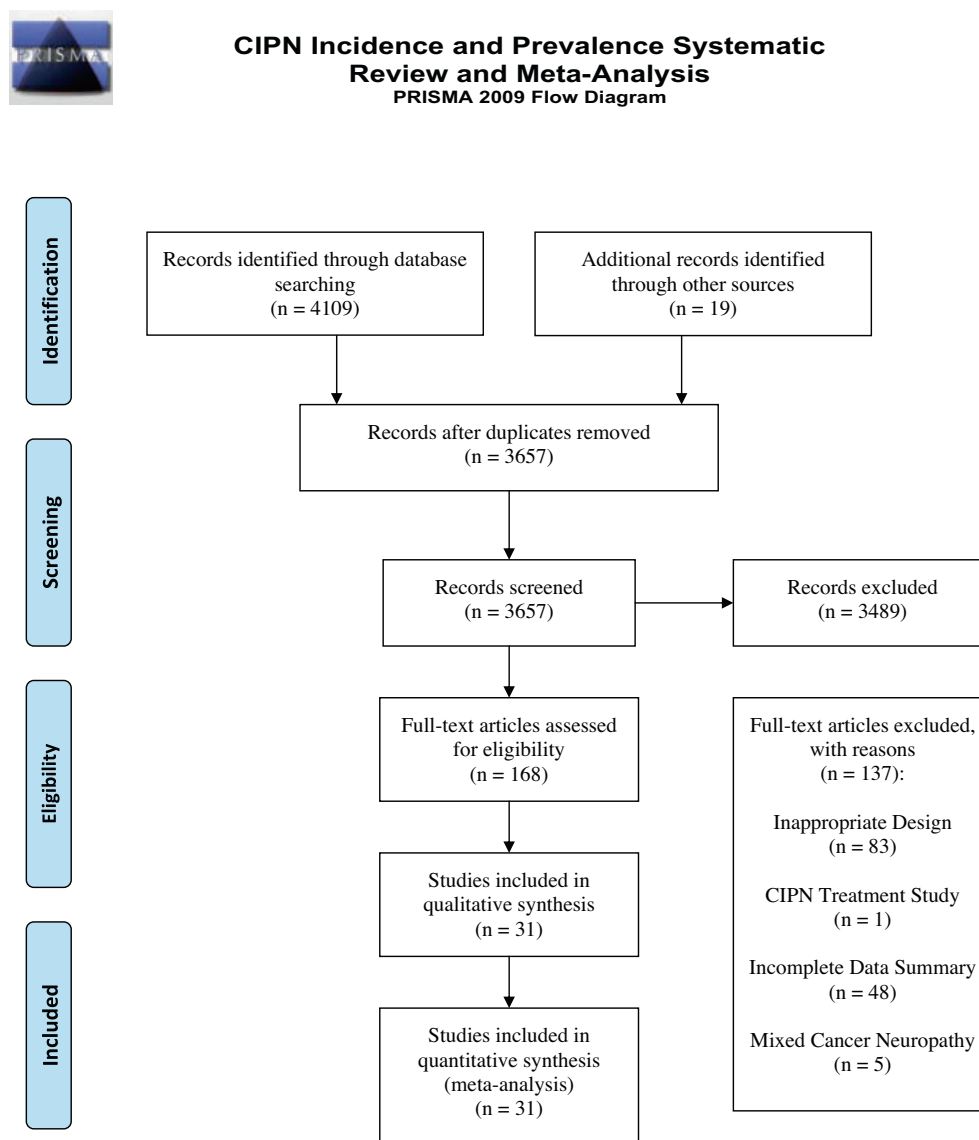 PRISMA
CIPN Incidence and Prevalence Systematic
Review and Meta-Analysis
PRISMA 2009 Flow Diagram
Identification
Records identified through database
searching
(n = 4109)
Additional records identified
through other sources
(n = 19)
Records after duplicates removed
(n = 3657)
Screening
Records screened
(n = 3657)
Records excluded
(n = 3489)
Eligibility
Full-text articles assessed
for eligibility
(n = 168)
Full-text articles excluded,
with reasons
(n = 137):
Inappropriate Design
(n = 83)
CIPN Treatment Study
(n = 1)
Incomplete Data Summary
(n = 48)
Mixed Cancer Neuropathy
(n = 5)
Studies included in
qualitative synthesis
(n = 31)
Included
Studies included in
quantitative synthesis
(meta-analysis)
(n = 31)